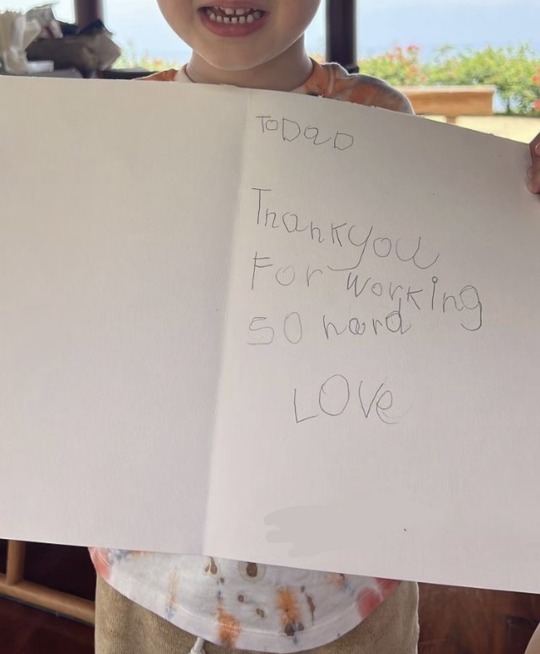 To Dad
Thank you
For working
so hard
LOVe